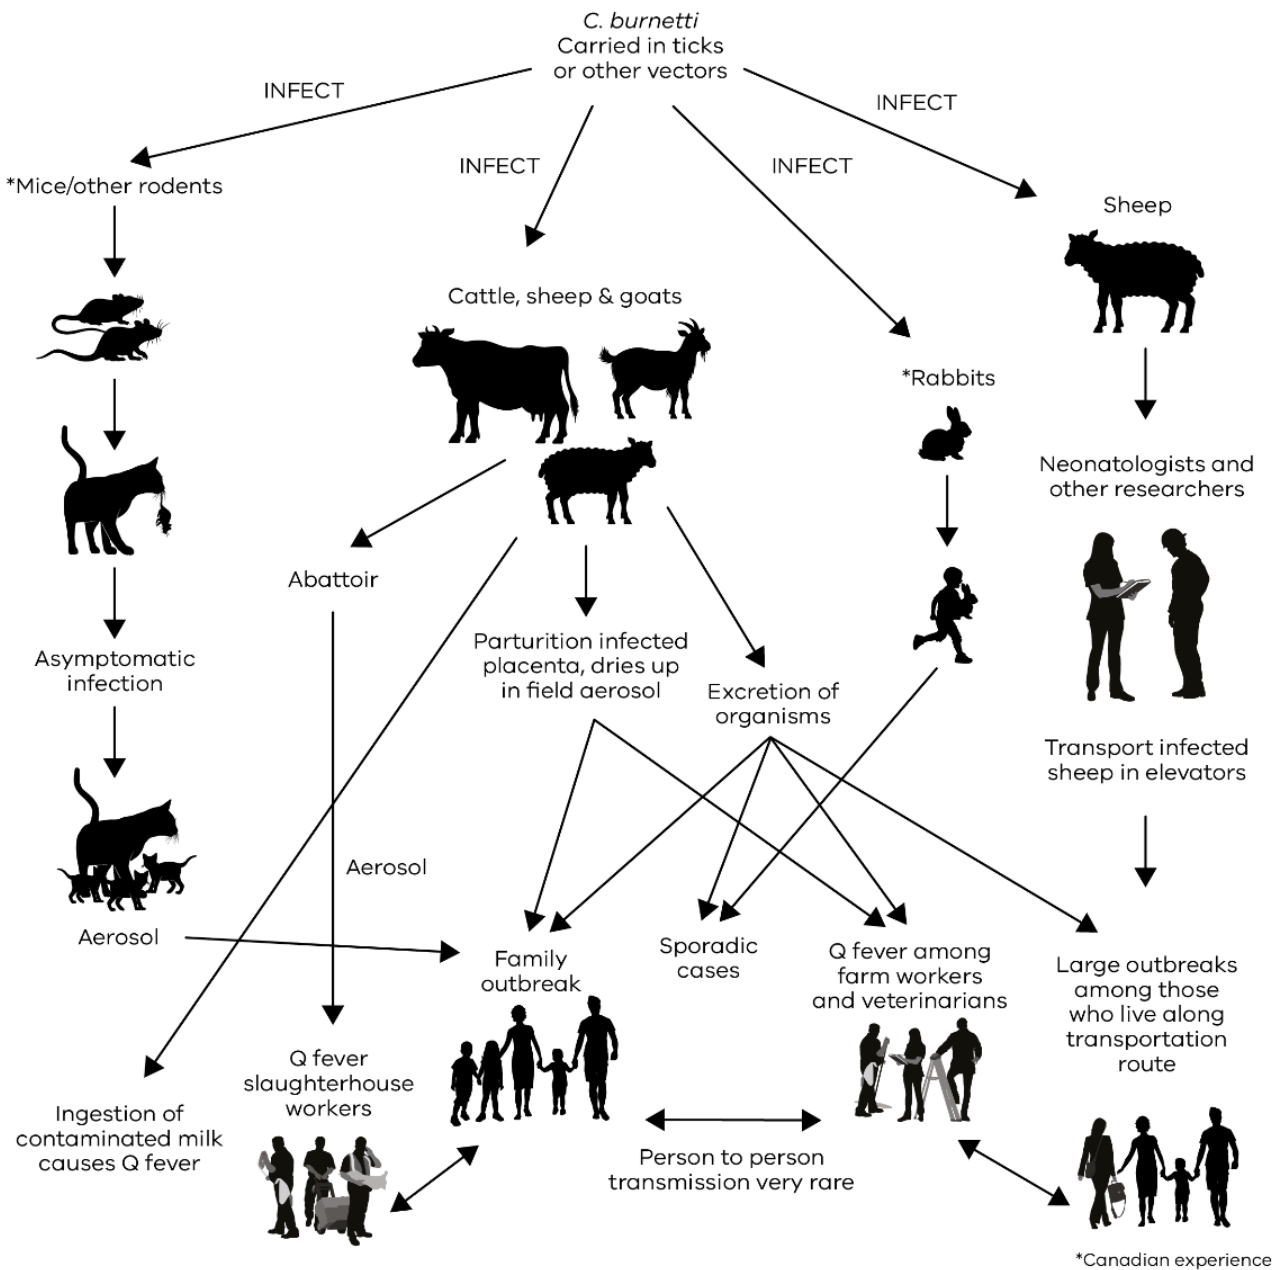 C. burnetti
Carried in ticks
or other vectors
INFECT
INFECT
INFECT
INFECT
*Mice/other rodents
Sheep
Cattle, sheep & goats
*Rabbits
Neonatologists and
other researchers
Abattoir
Parturition infected
placenta, dries up
in field aerosol
Asymptomatic
infection
Excretion of
organisms
Transport infected
sheep in elevators
Aerosol
Aerosol
Family
outbreak
Sporadic
cases
Q fever among
farm workers
and veterinarians
Large outbreaks
among those
who live along
transportation
route
Q fever
slaughterhouse
workers
Ingestion of
contaminated milk
causes Q fever
Person to person
transmission very rare
*Canadian experience